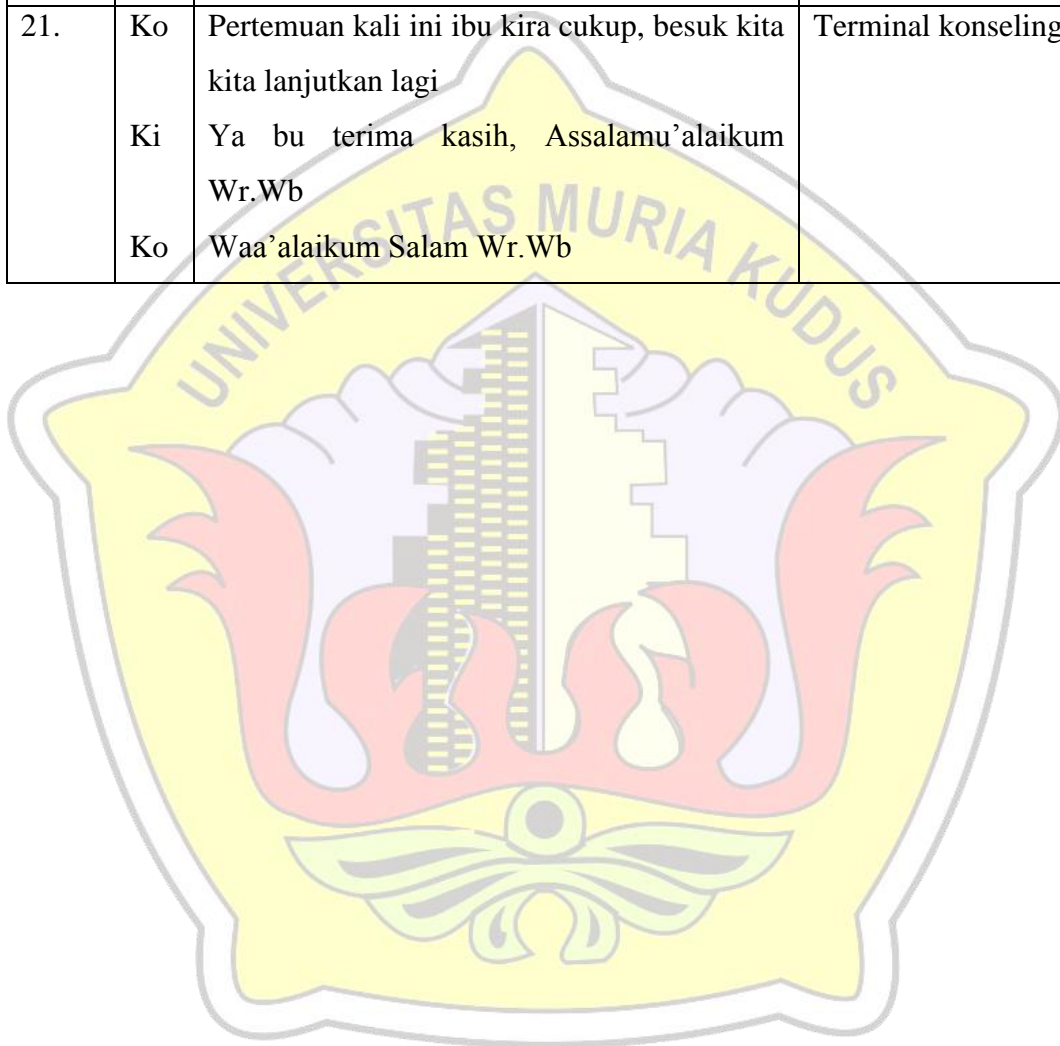 21. Ko Pertemuan kali ini ibu kira cukup, besuk kita Terminal konseling
kita lanjutkan lagi
Ki Ya bu terima kasih, Assalamu’alaikum
Wr.Wb
Ko Waa’alaikum Salam Wr.Wb
UNIVERSITAS MURIA KUDUS